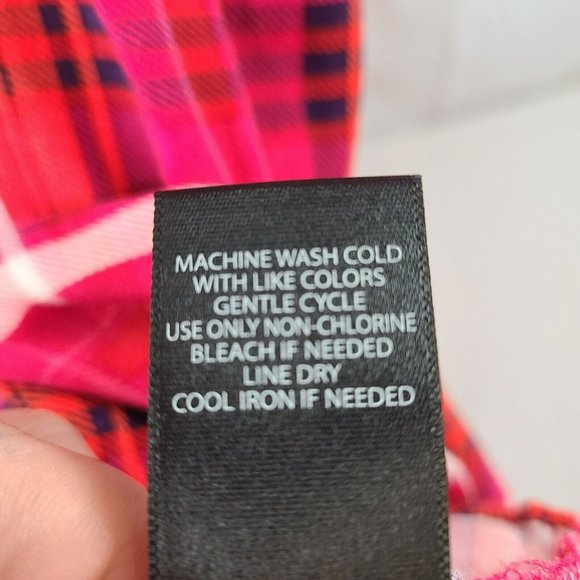 MACHINE WASH COLD
WITH LIKE COLORS
GENTLE CYCLE
USE ONLY NON-CHLORINE
BLEACH IF NEEDED
LINE DRY
COOL IRON IF NEEDED